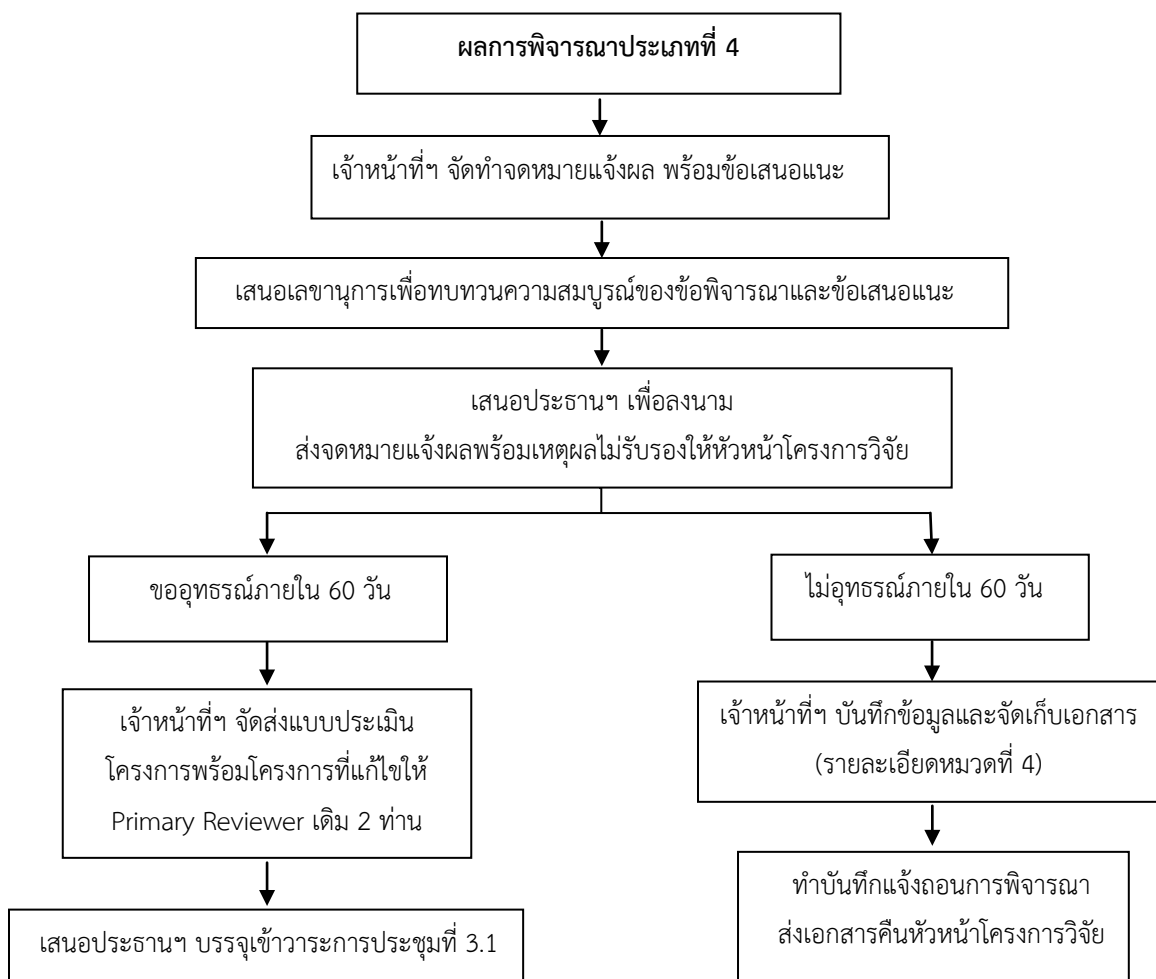 ผลการพิจารณาประเภทที่ 4
เจ้าหน้าที่ฯ จัดทำจดหมายแจ้งผล พร้อมข้อเสนอแนะ
เสนอเลขานุการเพื่อทบทวนความสมบูรณ์ของข้อพิจารณาและข้อเสนอแนะ
เสนอประธานฯ เพื่อลงนาม
ส่งจดหมายแจ้งผลพร้อมเหตุผลไม่รับรองให้หัวหน้าโครงการวิจัย
ขออุทธรณ์ภายใน 60 วัน
เจ้าหน้าที่ฯ จัดส่งแบบประเมิน
โครงการพร้อมโครงการที่แก้ไขให้
Primary Reviewer เดิม 2 ท่าน
เสนอประธานฯ บรรจุเข้าวาระการประชุมที่ 3.1
ไม่อุทธรณ์ภายใน 60 วัน
เจ้าหน้าที่ฯ บันทึกข้อมูลและจัดเก็บเอกสาร
(รายละเอียดหมวดที่ 4)
ทำบันทึกแจ้งถอนการพิจารณา
ส่งเอกสารคืนหัวหน้าโครงการวิจัย